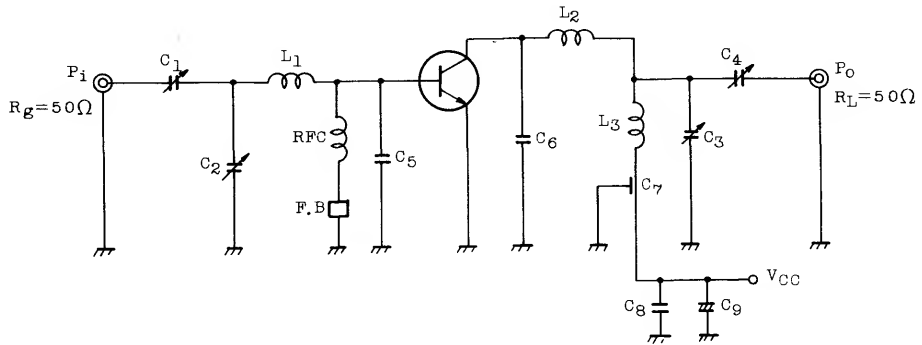 L2
Pi
C1
L1
C4
Po
Rg=50Ω
RL=50Ω
C2
RFC
C5
C6
L3
C3
F.B
C7
VCC
C8
C9